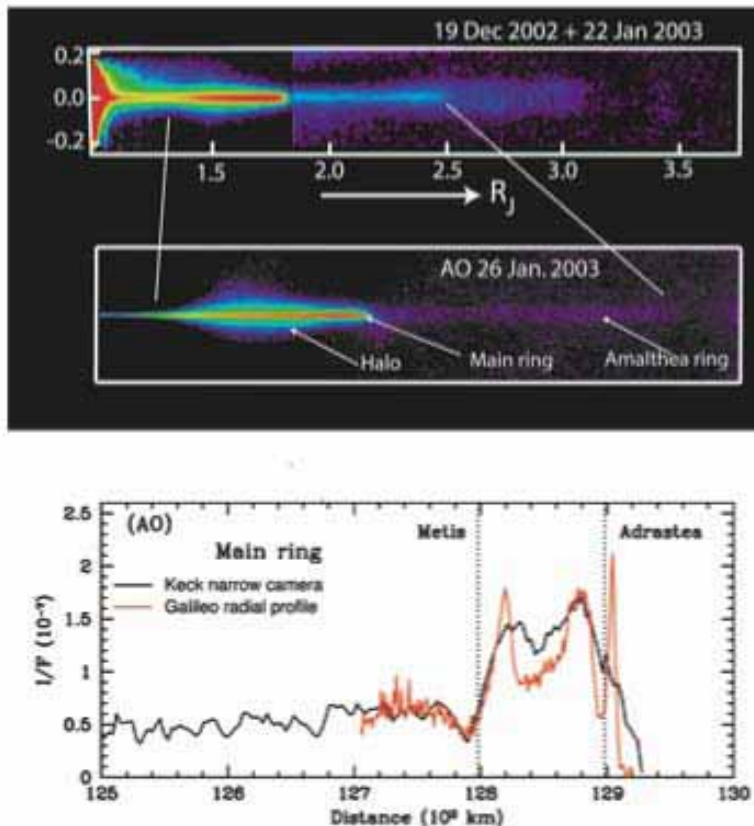 19 Dec 2002 + 22 Jan 2003
0.2
0.0
-0.2
1.5 2.0 2.5 3.0 3.5
R_J
AO 26 Jan. 2003
Halo
Main ring
Amalthea ring
(AO)
Metis
Adrastea
Main ring
Keck narrow camera
Galileo radial profile
I/F (10⁻⁶)
2.5
2
1.5
1
0.5
0
125 126 127 128 129 130
Distance (10³ km)